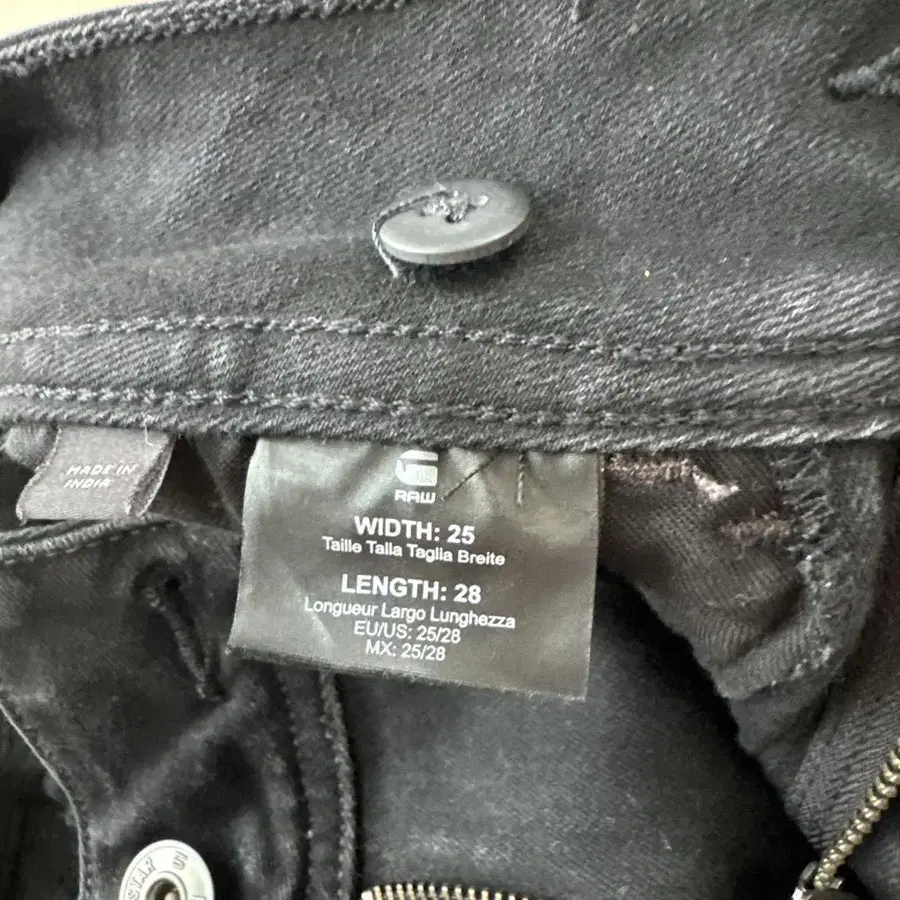 MADE IN
INDIA
RAW
WIDTH: 25
Taille Talla Taglia Breite
LENGTH: 28
Longueur Largo Lunghezza
EU/US: 25/28
MX: 25/28
STAR